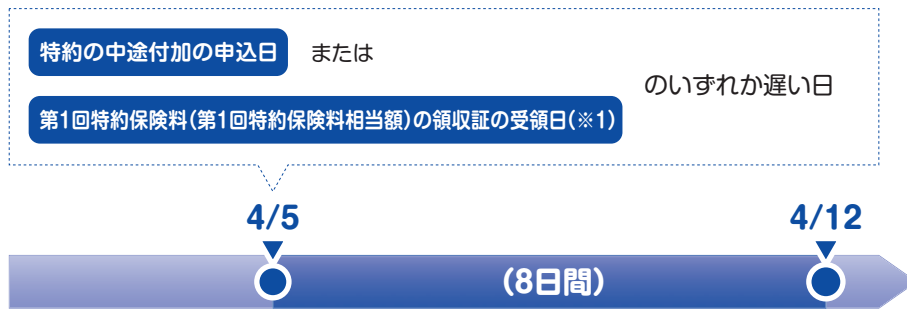 特約の中途付加の申込日 または
のいずれか遅い日
第1回特約保険料(第1回特約保険料相当額)の領収証の受領日(※1)
4/5 4/12
(8日間)